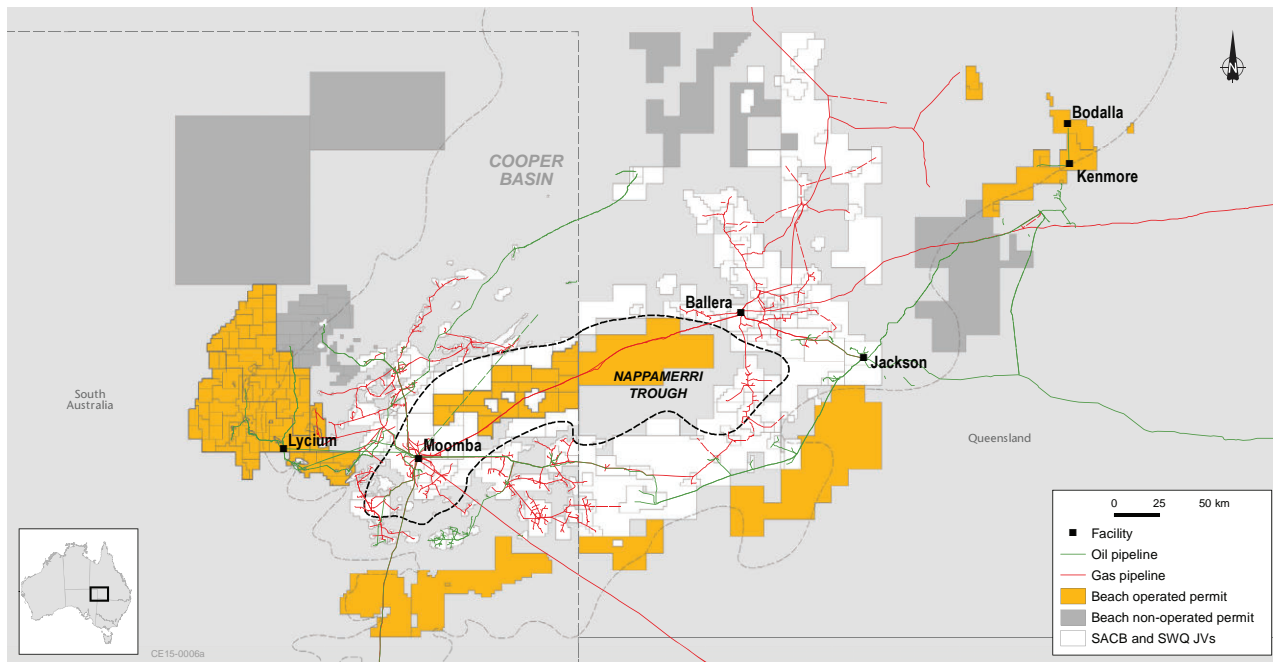 N
Bodalla
Kenmore
COOPER
BASIN
Ballera
Jackson
NAPPAMERRI
TROUGH
South
Australia
Lycium
Moomba
Queensland
0 25 50 km
Facility
Oil pipeline
Gas pipeline
Beach operated permit
Beach non-operated permit
SACB and SWQ JVs
CE15-0006a